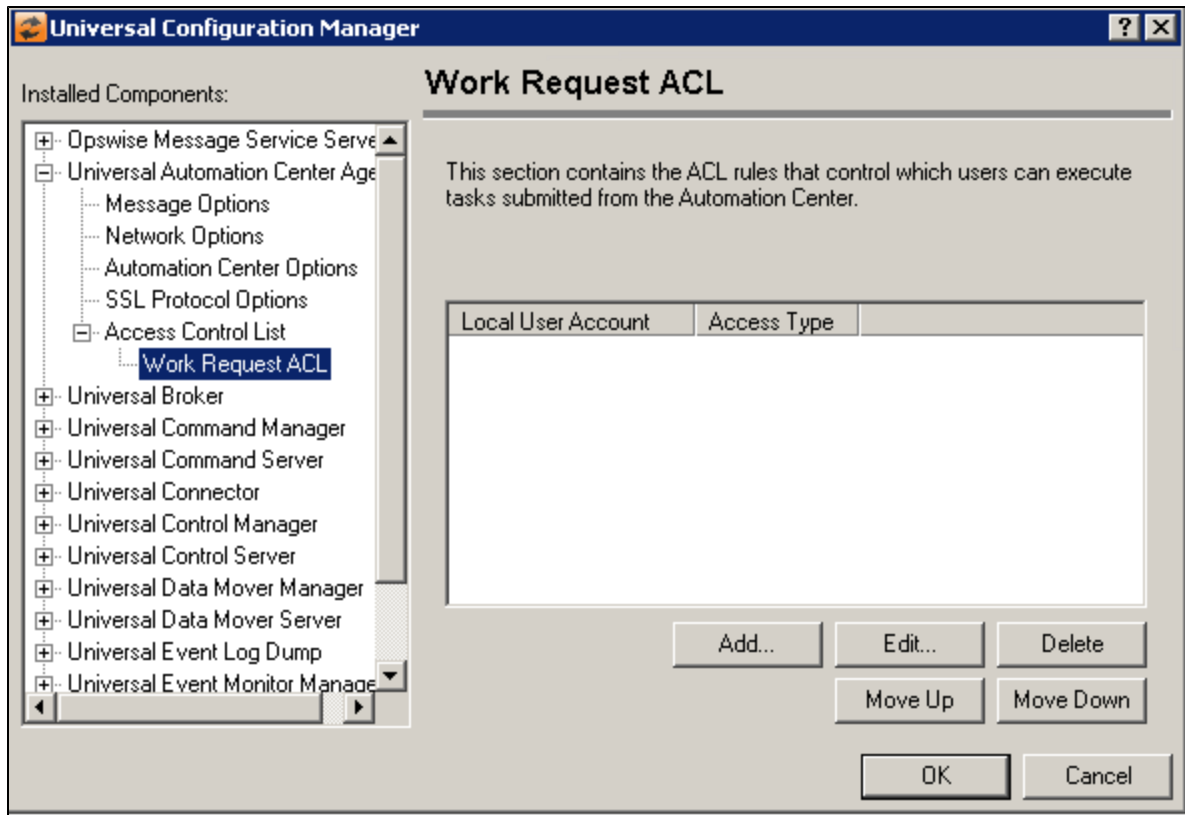 Universal Configuration Manager
Installed Components:
Opswise Message Service Serve
Universal Automation Center Age
Message Options
Network Options
Automation Center Options
SSL Protocol Options
Access Control List
Work Request ACL
Universal Broker
Universal Command Manager
Universal Command Server
Universal Connector
Universal Control Manager
Universal Control Server
Universal Data Mover Manager
Universal Data Mover Server
Universal Event Log Dump
Universal Event Monitor Manage
Work Request ACL
This section contains the ACL rules that control which users can execute
tasks submitted from the Automation Center.
Local User Account Access Type
Add... Edit... Delete
Move Up Move Down
OK Cancel